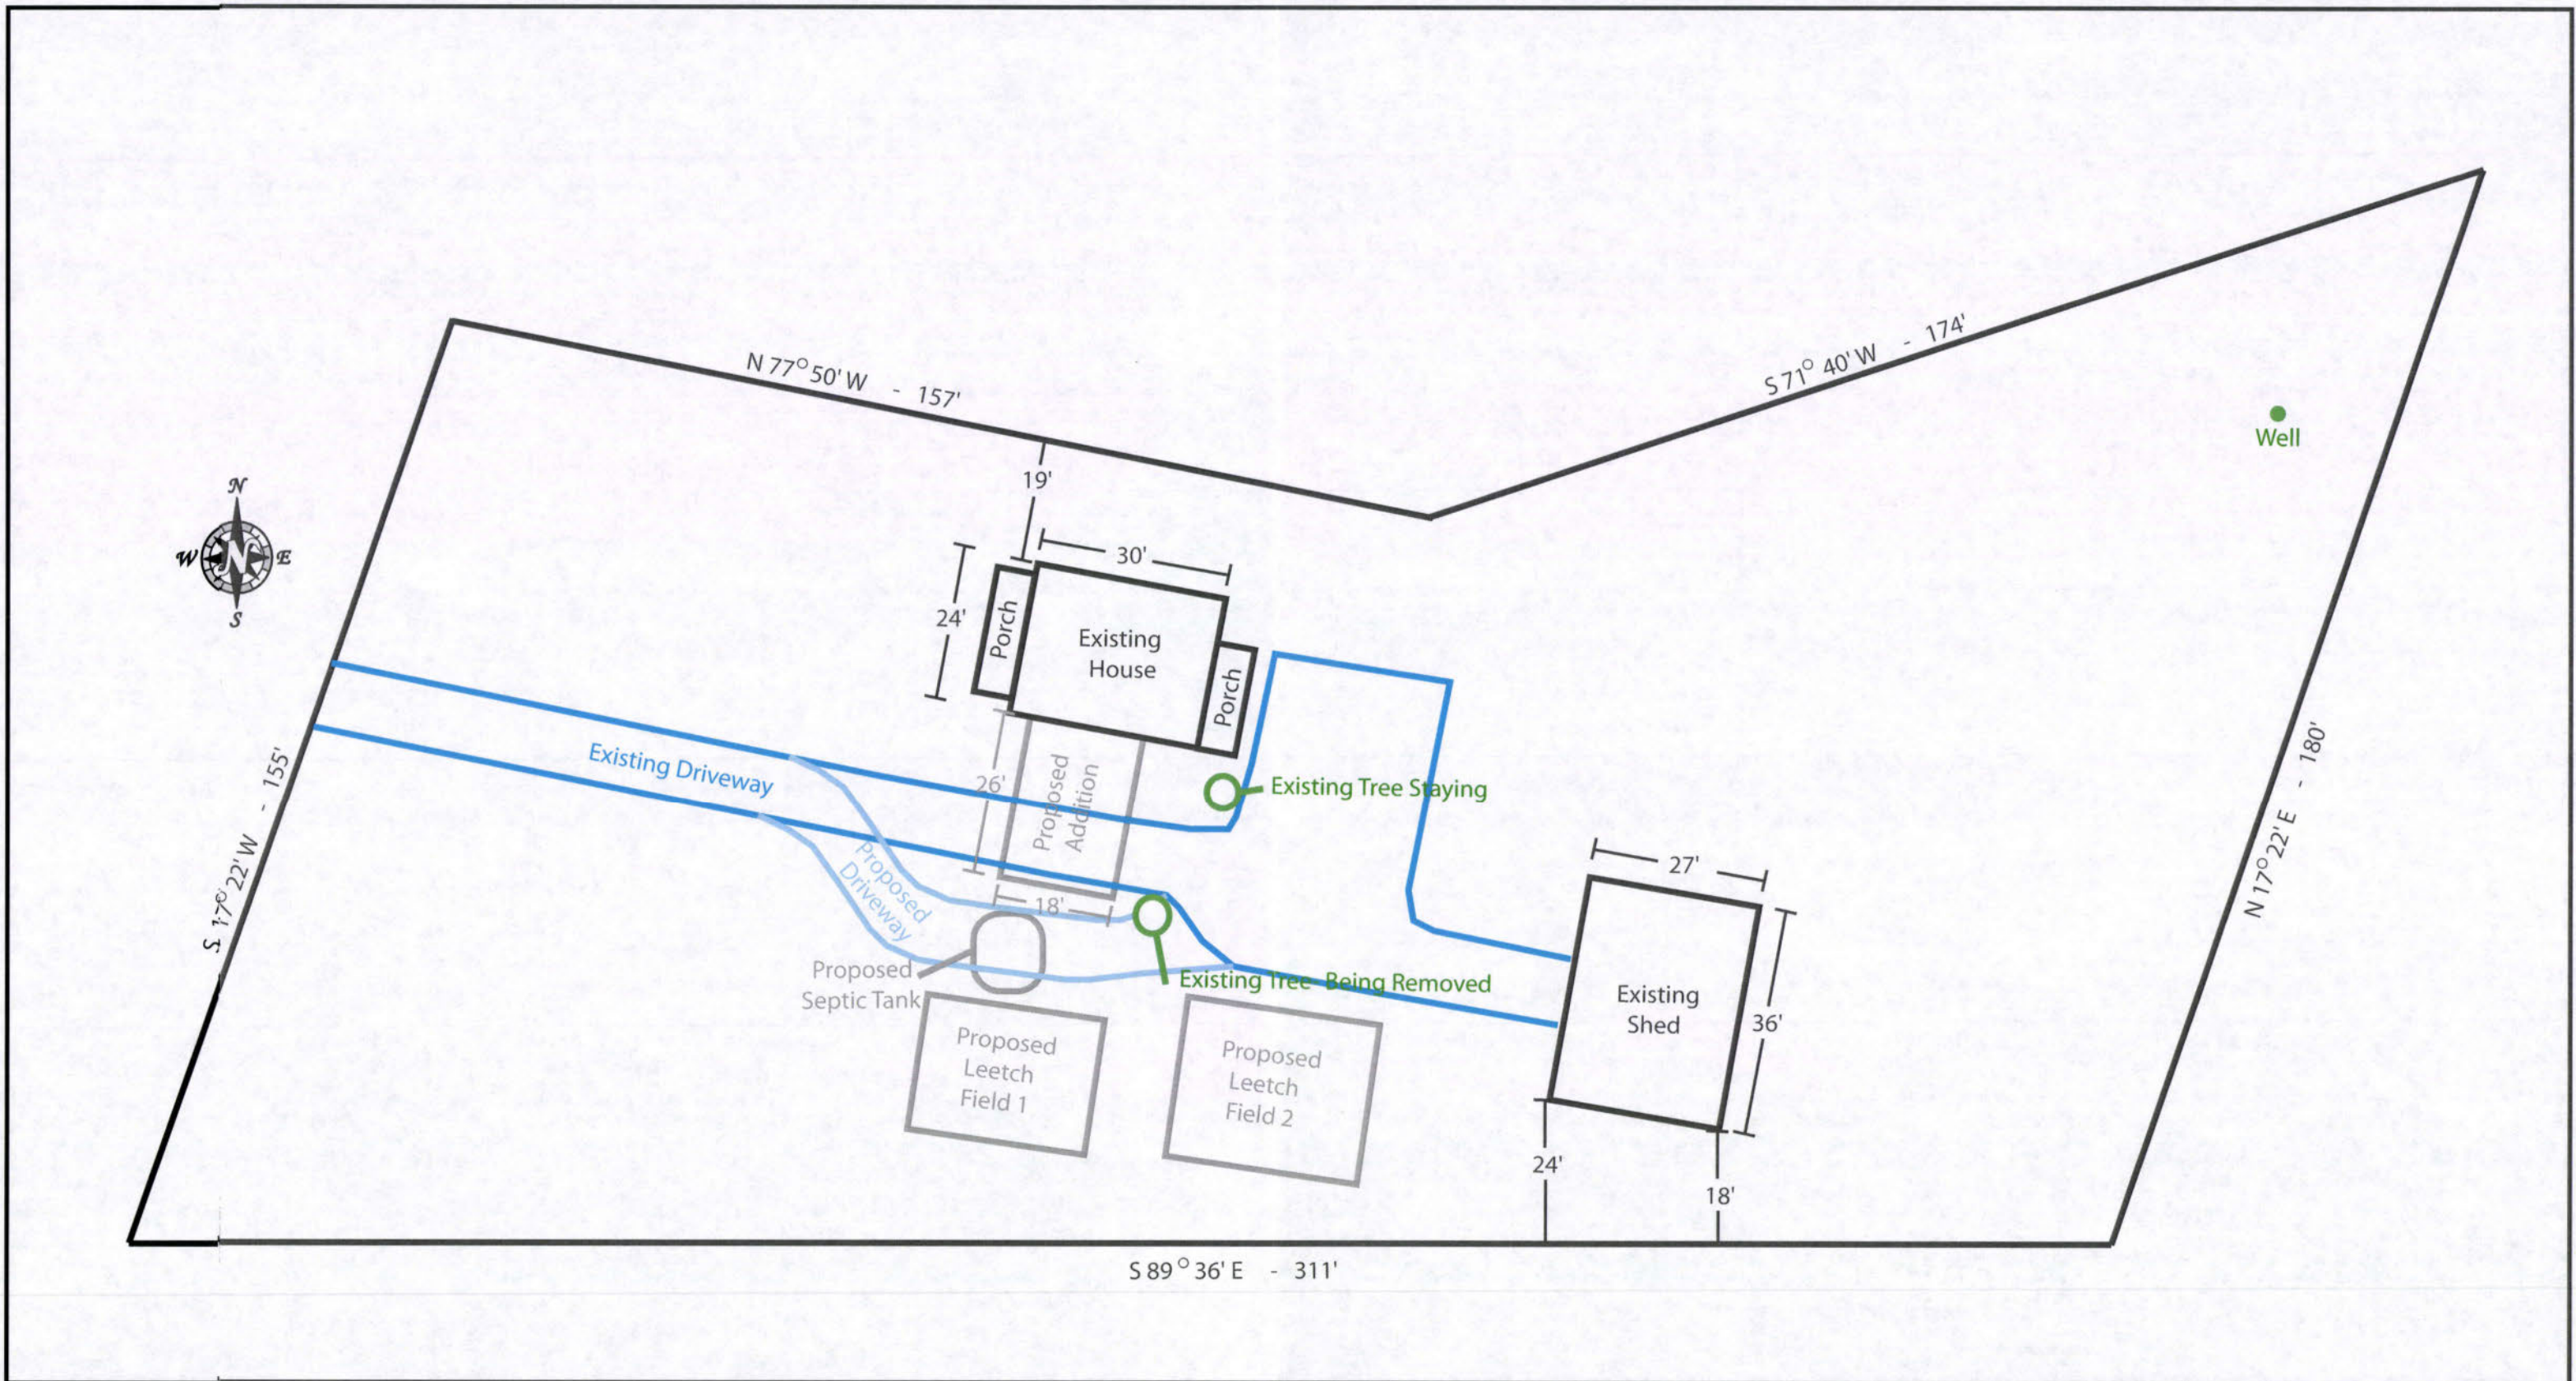 N 77° 50' W - 157'
S 71° 40' W - 174'
Well
19'
N
W N E
S
30'
24'
Porch
Existing
House
Porch
Existing Driveway
26'
Proposed
Addition
Existing Tree Staying
N 17° 22' E - 180'
S 17° 22' W - 155'
Proposed
Driveway
18'
27'
Proposed
Septic Tank
Existing Tree Being Removed
Existing
Shed
36'
Proposed
Leetch
Field 1
Proposed
Leetch
Field 2
24'
18'
S 89° 36' E - 311'